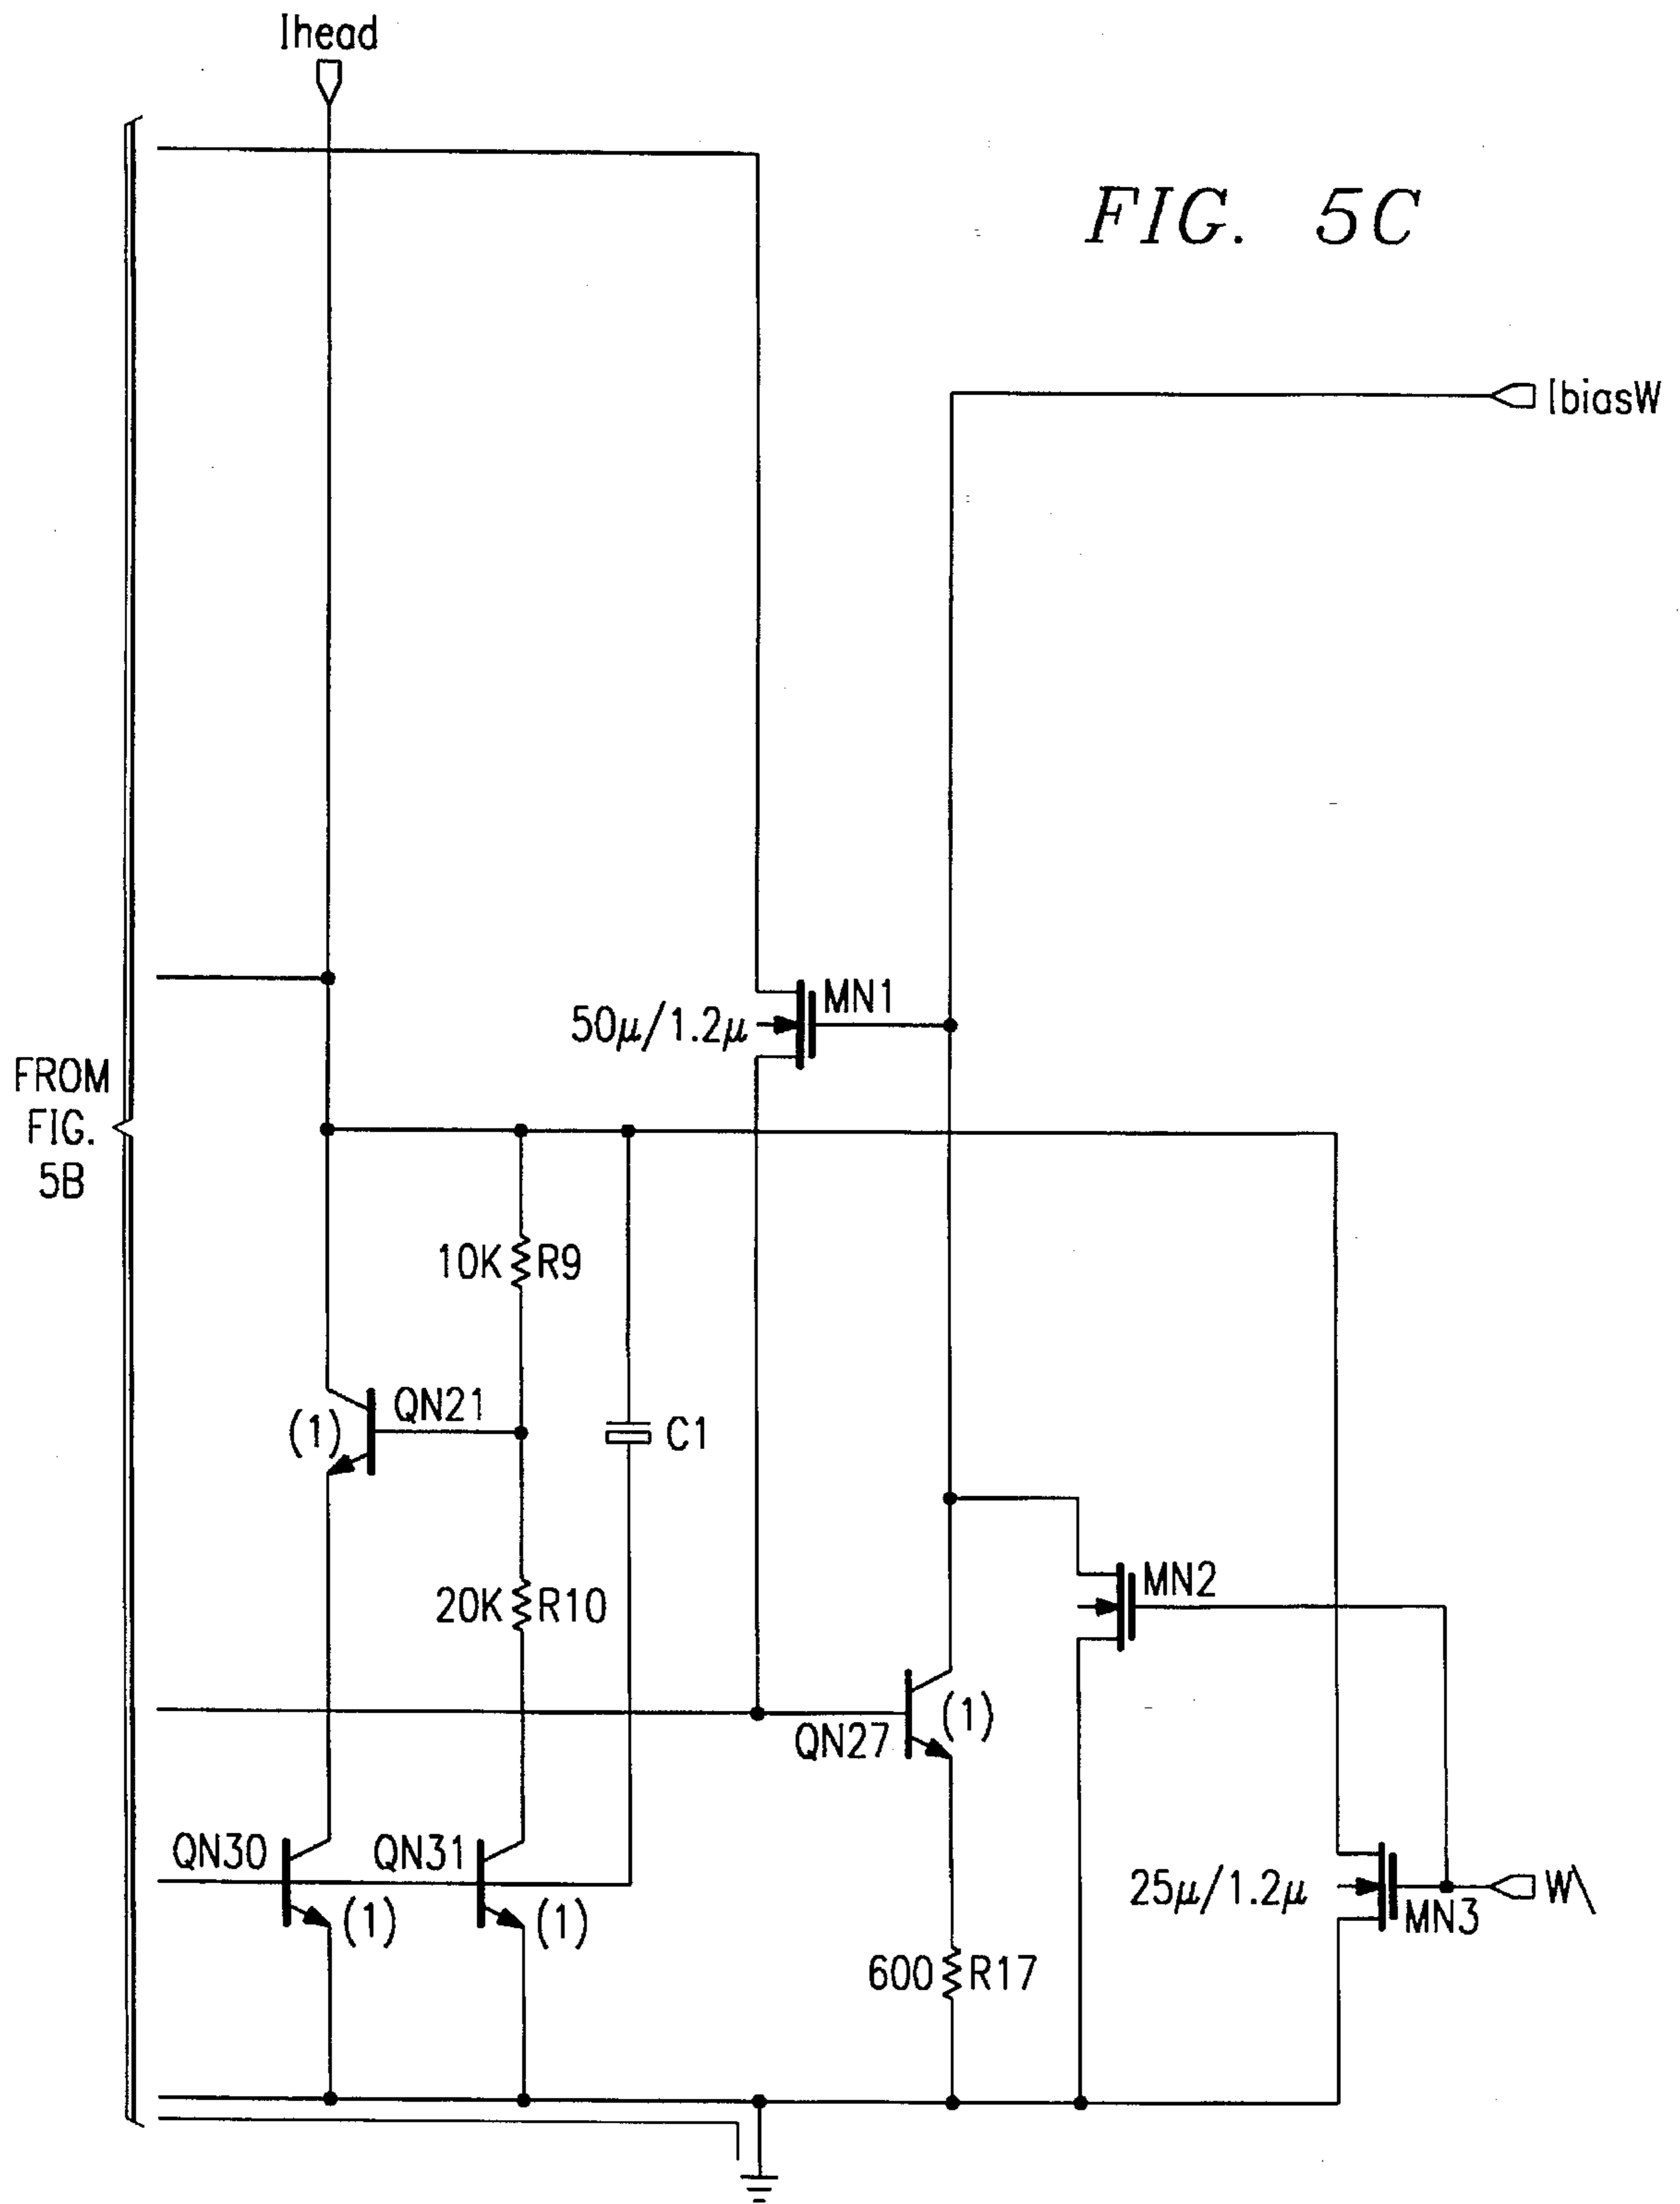 Ihead
FIG. 5C
IbiasW
MN1
50µ/1.2µ
FROM
FIG.
5B
10K R9
QN21
(1)
C1
20K R10
MN2
QN27
(1)
QN30
(1)
QN31
(1)
25µ/1.2µ
MN3
W\
600 R17